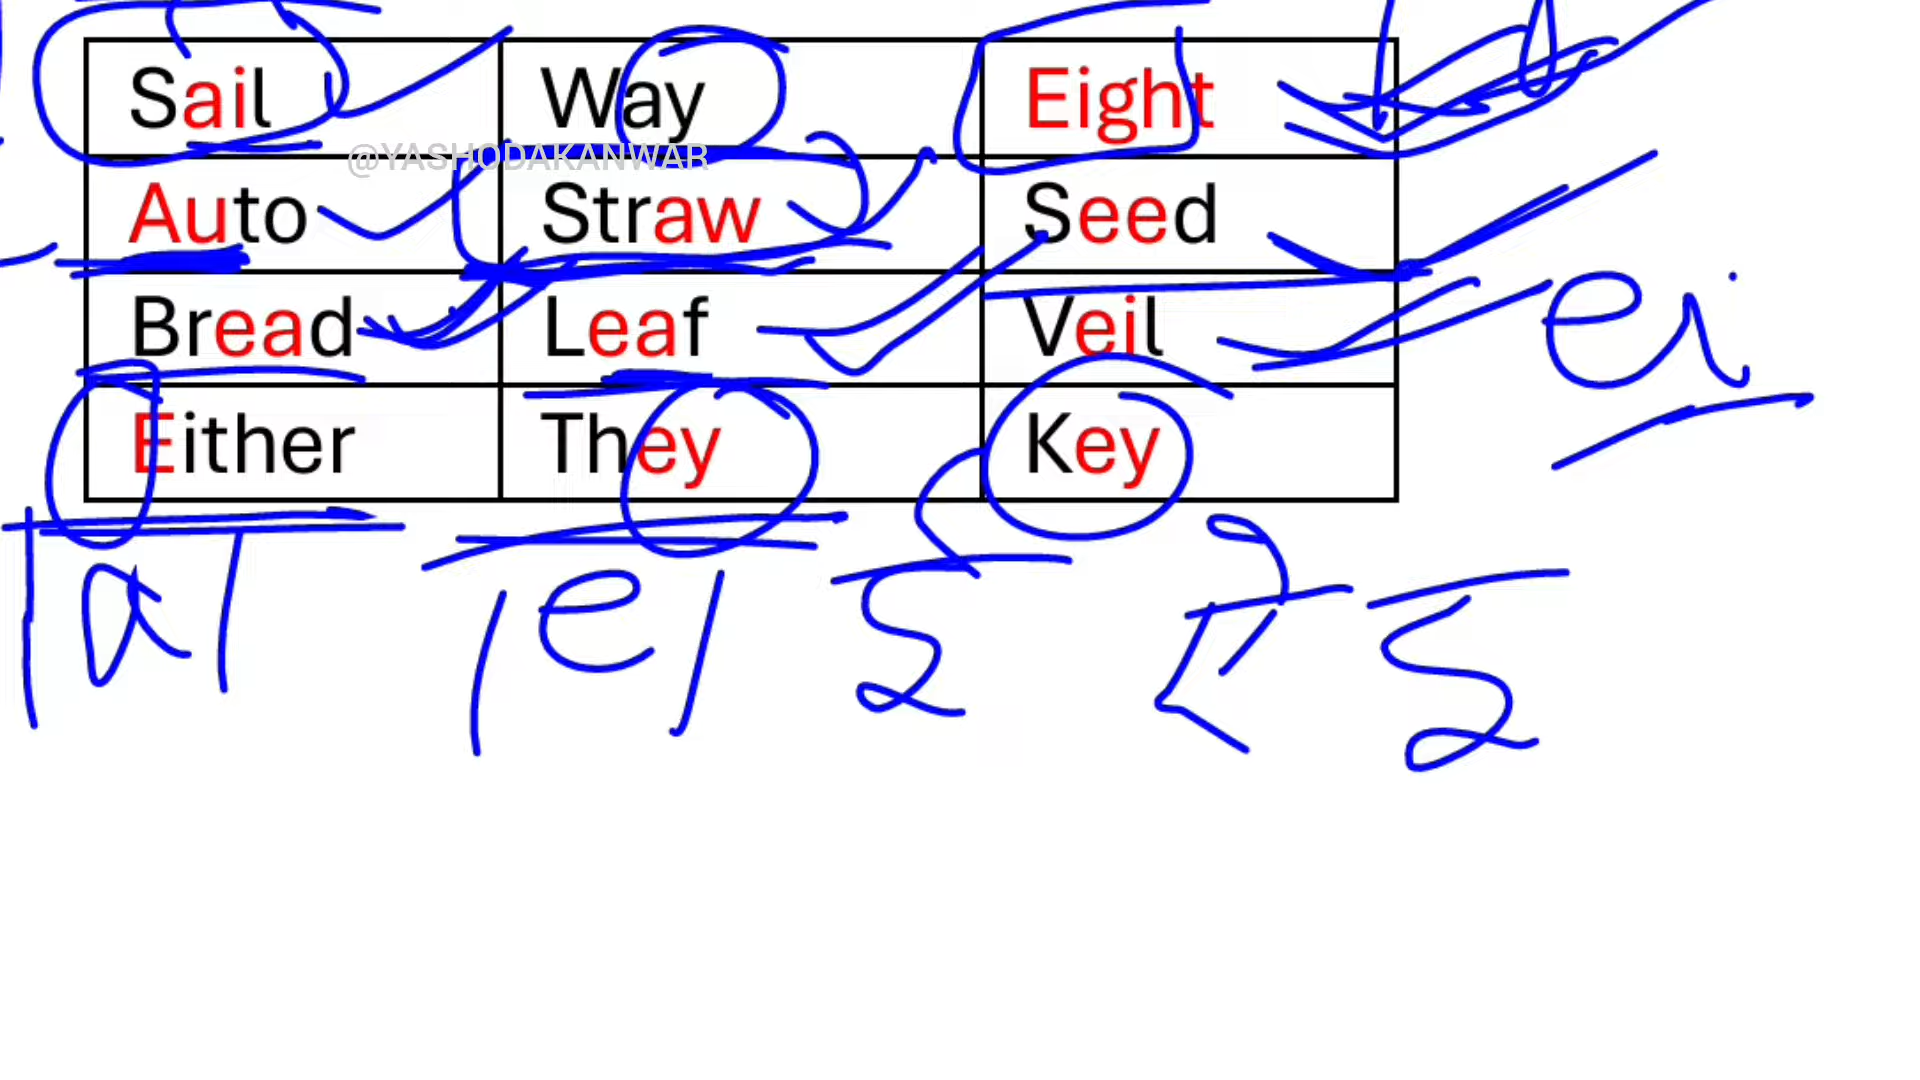 Sail Way Eight
@YASHODAKANWAR
Auto Straw Seed
Bread Leaf Veil
ei
Either They Key
|a| |e| ई